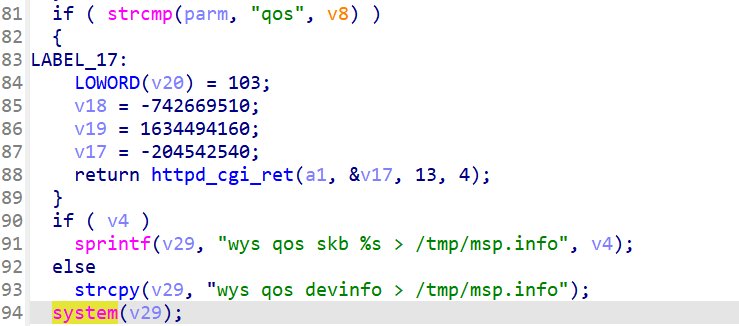 81 if ( strcmp(parm, "qos", v8) )
82 {
83 LABEL_17:
84 LOWORD(v20) = 103;
85 v18 = -742669510;
86 v19 = 1634494160;
87 v17 = -204542540;
88 return httpd_cgi_ret(a1, &v17, 13, 4);
89 }
90 if ( v4 )
91 sprintf(v29, "wys qos skb %s > /tmp/msp.info", v4);
92 else
93 strcpy(v29, "wys qos devinfo > /tmp/msp.info");
94 system(v29);